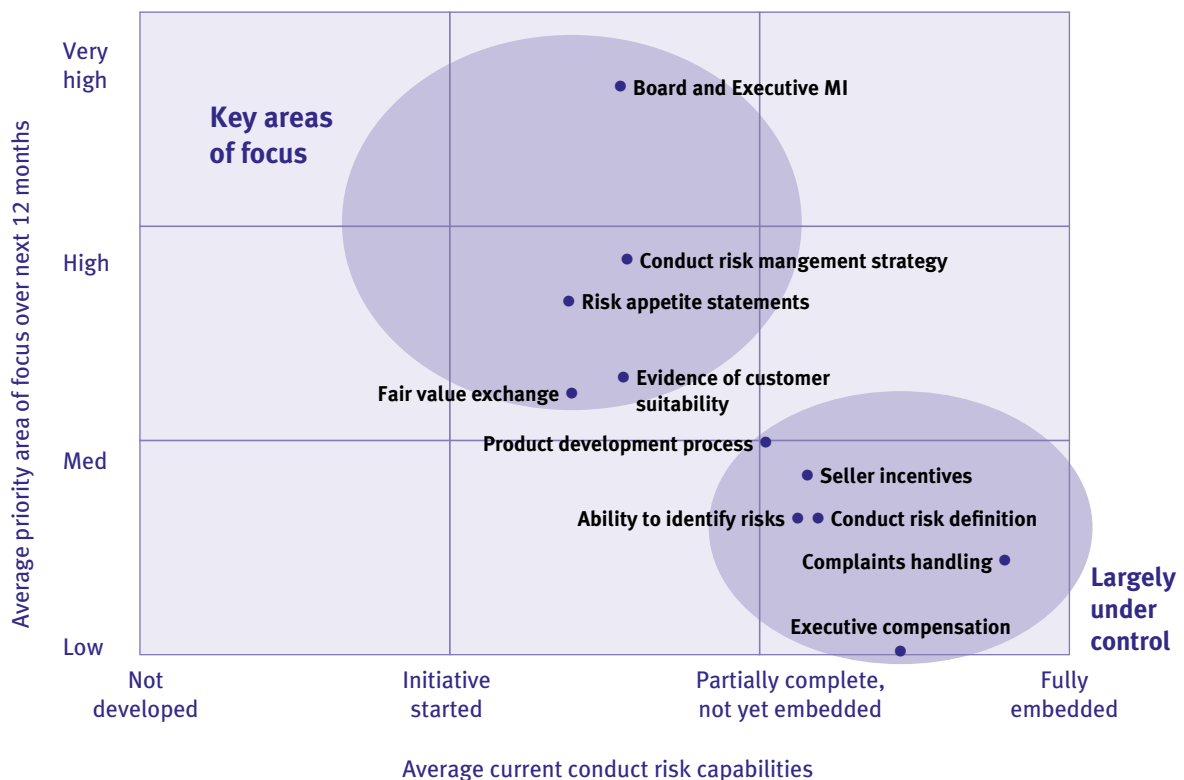 Very
high
Board and Executive MI
Key areas
of focus
Average priority area of focus over next 12 months
High
Conduct risk mangement strategy
Risk appetite statements
Fair value exchange
Evidence of customer
suitability
Product development process
Med
Seller incentives
Ability to identify risks
Conduct risk definition
Complaints handling
Largely
under
control
Executive compensation
Low
Not
developed
Initiative
started
Partially complete,
not yet embedded
Fully
embedded
Average current conduct risk capabilities